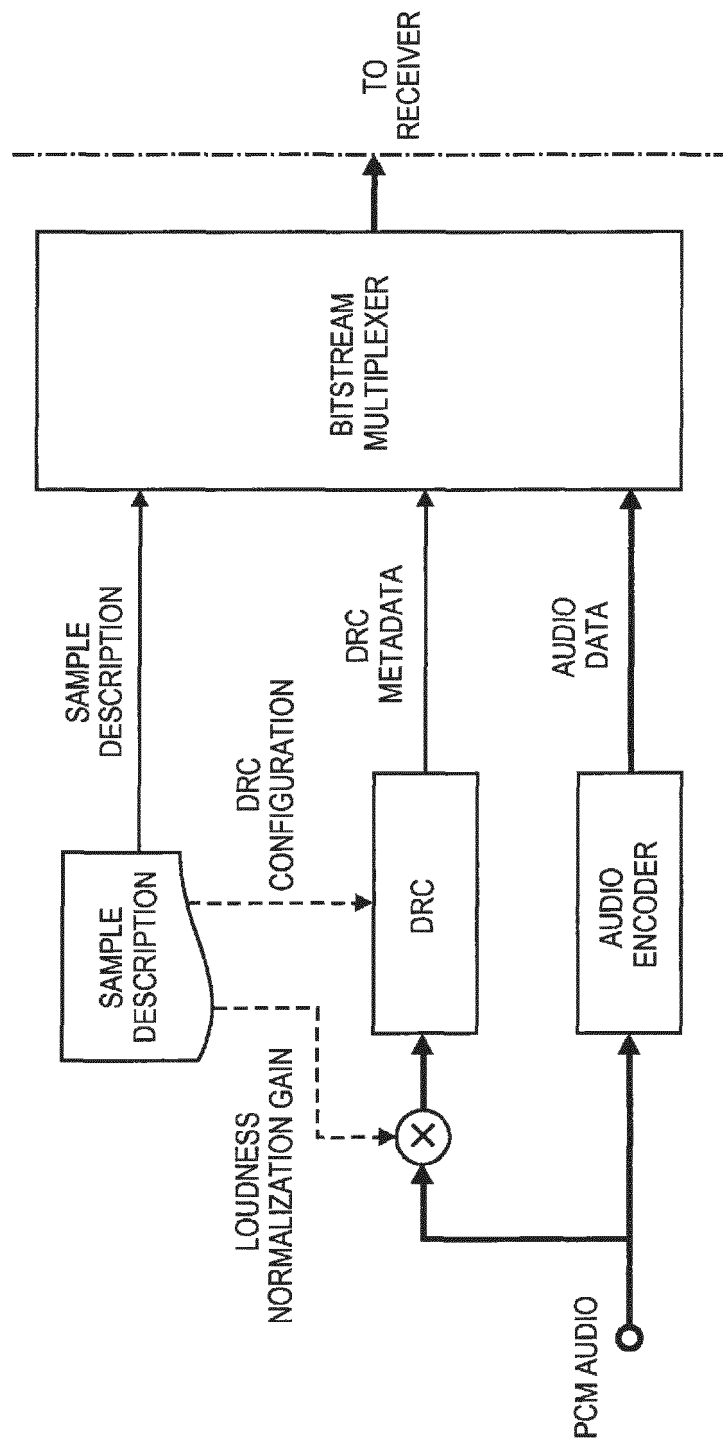 SAMPLE
DESCRIPTION
SAMPLE
DESCRIPTION
LOUDNESS
NORMALIZATION GAIN
DRC
CONFIGURATION
DRC
DRC
METADATA
PCM AUDIO
AUDIO
ENCODER
AUDIO
DATA
BITSTREAM
MULTIPLEXER
TO
RECEIVER